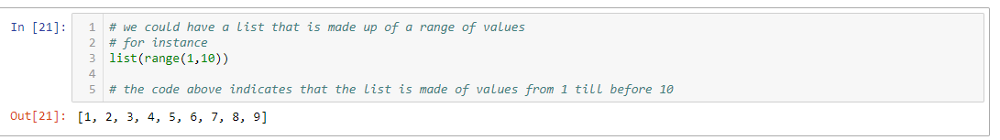 In [21]:
1 # we could have a list that is made up of a range of values
2 # for instance
3 list(range(1,10))
4
5 # the code above indicates that the list is made of values from 1 till before 10
Out[21]: [1, 2, 3, 4, 5, 6, 7, 8, 9]